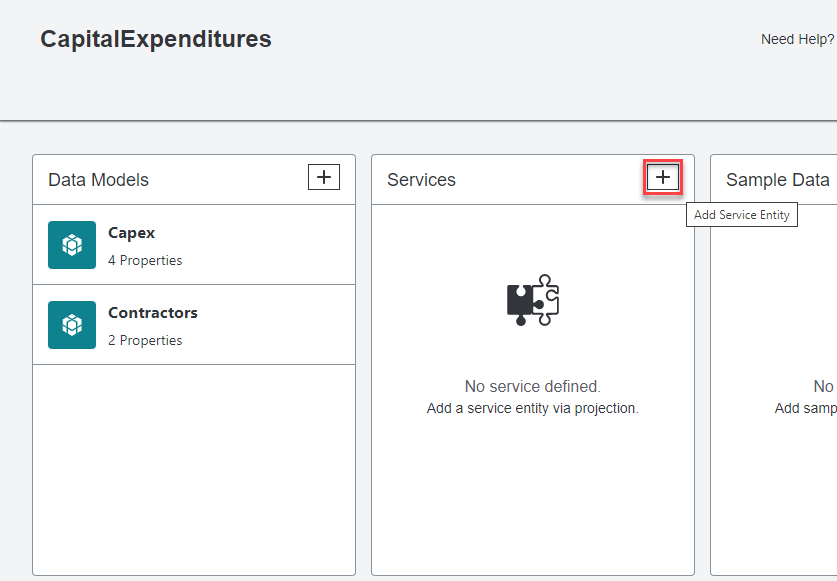 CapitalExpenditures
Need Help?
Data Models
Capex
4 Properties
Contractors
2 Properties
Services
Add Service Entity
No service defined.
Add a service entity via projection.
Sample Data
No
Add samp